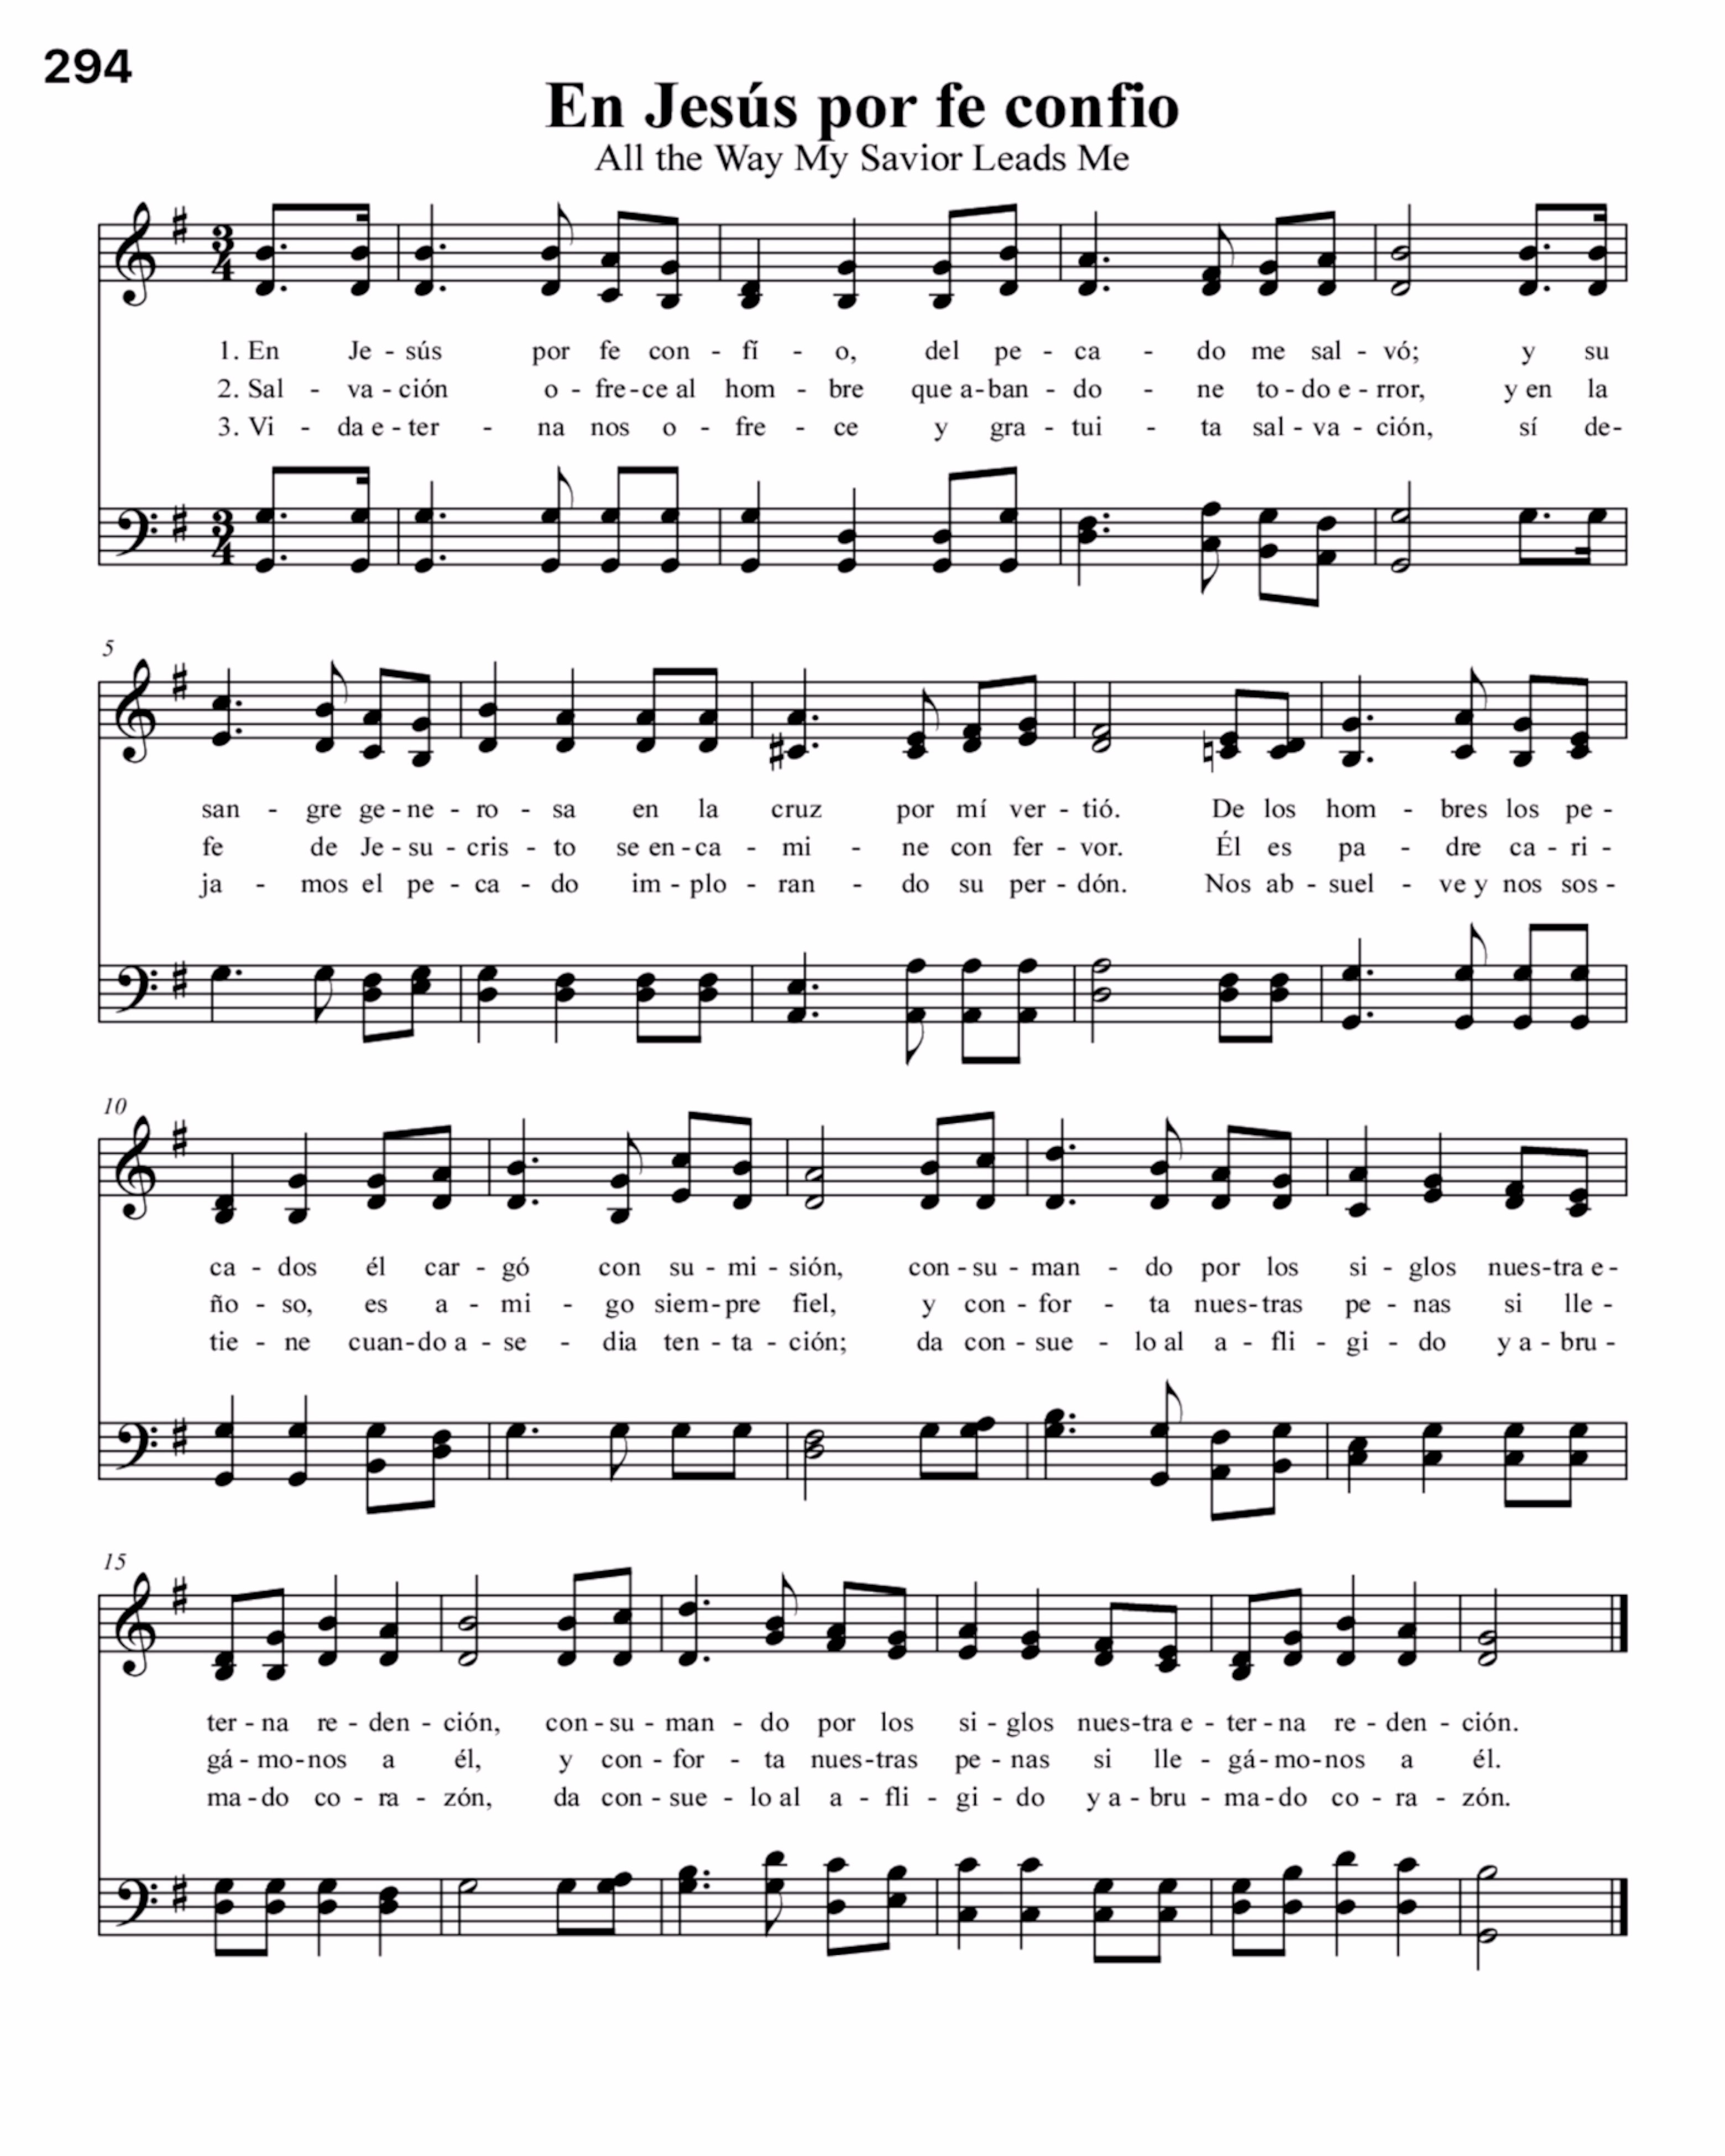 294
En Jesús por fe confio
All the Way My Savior Leads Me
3 4
1. En Je - sús por fe con - fí - o, del pe - ca - do me sal - vó; y su
2. Sal - va - ción o - fre - ce al hom - bre que a - ban - do - ne to - do e - rror, y en la
3. Vi - da e - ter - na nos o - fre - ce y gra - tui - ta sal - va - ción, sí de-
3 4
5
san - gre ge - ne - ro - sa en la cruz por mí ver - tió. De los hom - bres los pe -
fe de Je - su - cris - to se en - ca - mi - ne con fer - vor. Él es pa - dre ca - ri -
ja - mos el pe - ca - do im - plo - ran - do su per - dón. Nos ab - suel - ve y nos sos -
10
ca - dos él car - gó con su - mi - sión, con - su - man - do por los si - glos nues - tra e -
ño - so, es a - mi - go siem - pre fiel, y con - for - ta nues - tras pe - nas si lle -
tie - ne cuan - do a - se - dia ten - ta - ción; da con - sue - lo al a - fli - gi - do y a - bru -
15
ter - na re - den - ción, con - su - man - do por los si - glos nues - tra e - ter - na re - den - ción.
gá - mo - nos a él, y con - for - ta nues - tras pe - nas si lle - gá - mo - nos a él.
ma - do co - ra - zón, da con - sue - lo al a - fli - gi - do y a - bru - ma - do co - ra - zón.